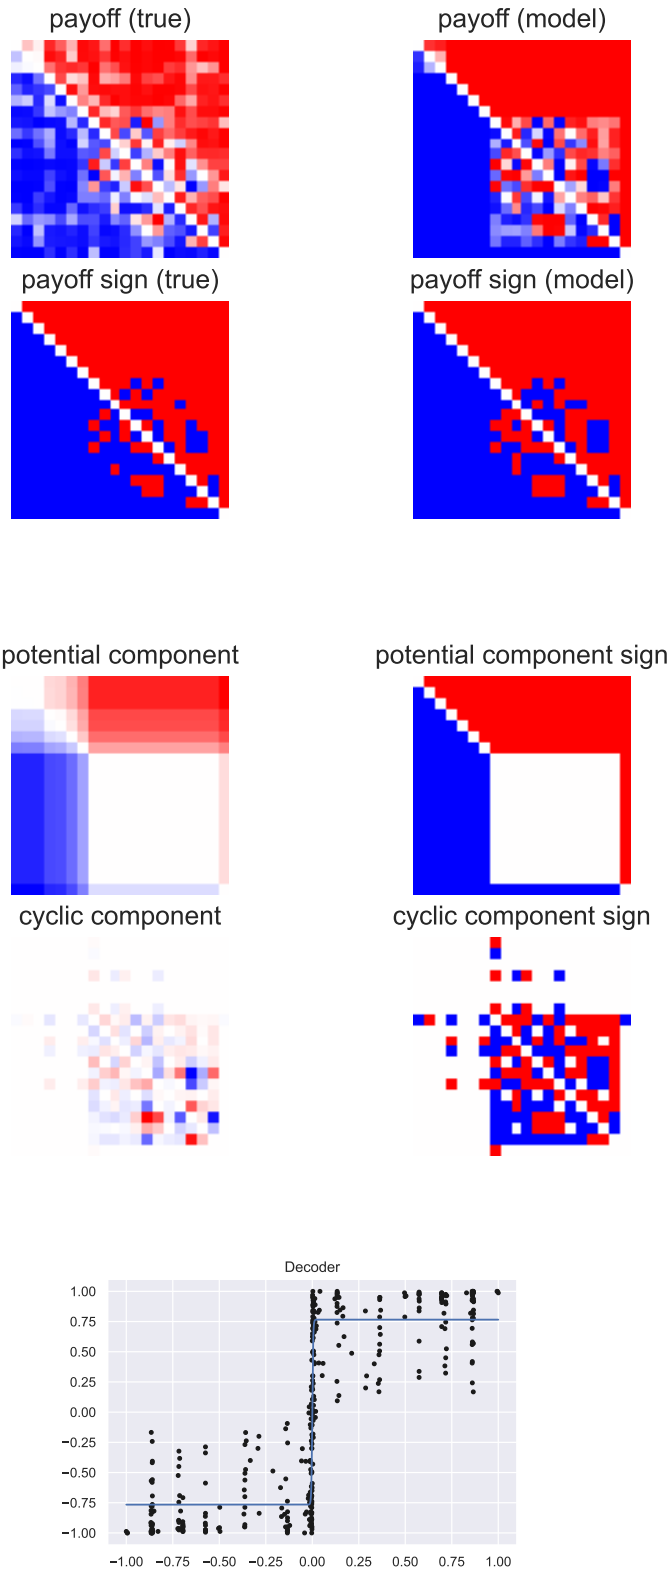 payoff (true) payoff (model)
payoff sign (true) payoff sign (model)
potential component potential component sign
cyclic component cyclic component sign
Decoder
1.00
0.75
0.50
0.25
0.00
−0.25
−0.50
−0.75
−1.00
−1.00 −0.75 −0.50 −0.25 0.00 0.25 0.50 0.75 1.00